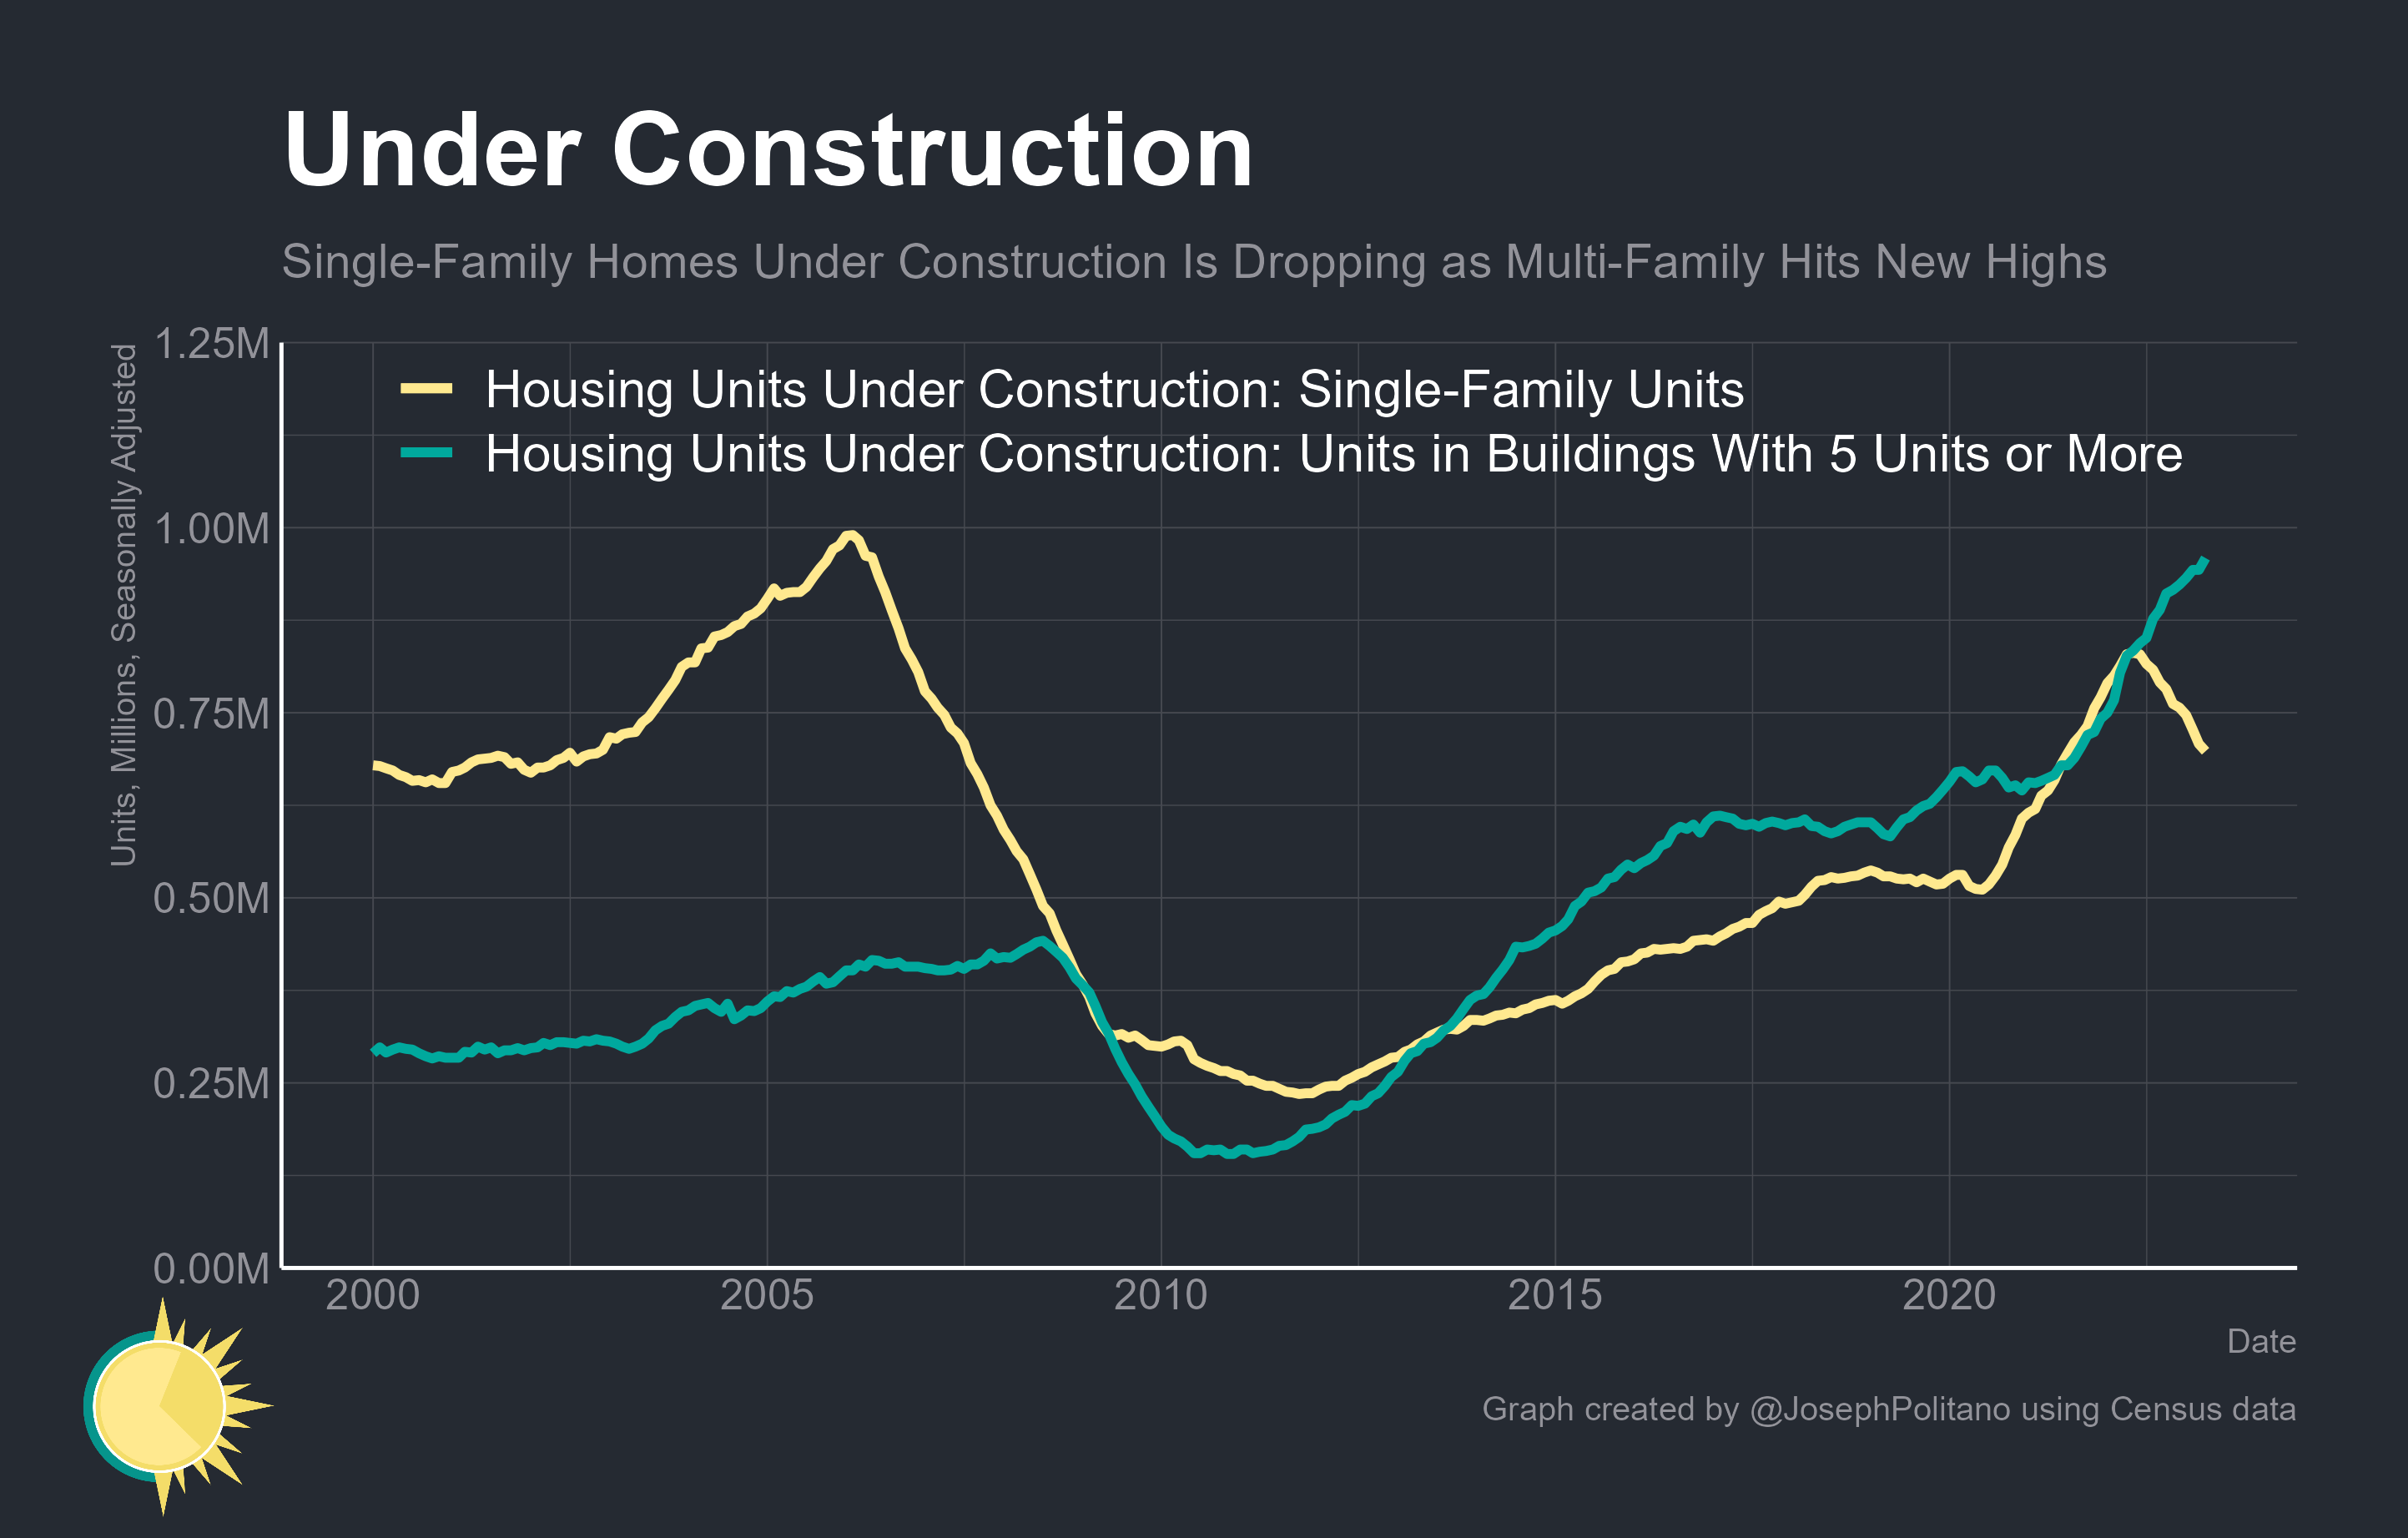 Under Construction
Single-Family Homes Under Construction Is Dropping as Multi-Family Hits New Highs
Units, Millions, Seasonally Adjusted
1.25M
1.00M
0.75M
0.50M
0.25M
0.00M
Housing Units Under Construction: Single-Family Units
Housing Units Under Construction: Units in Buildings With 5 Units or More
2000 2005 2010 2015 2020
Date
Graph created by @JosephPolitano using Census data